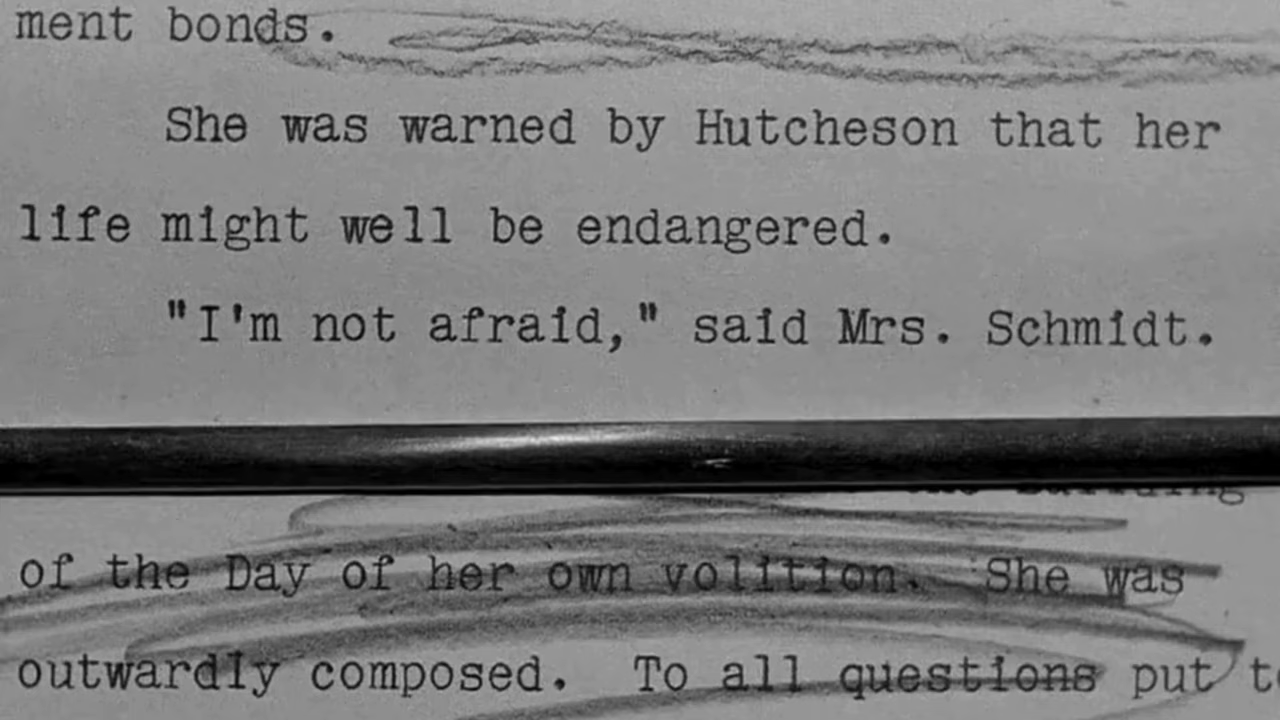 ment bonds.
She was warned by Hutcheson that her
life might well be endangered.
"I'm not afraid," said Mrs. Schmidt.
of the Day of her own volition. She was
outwardly composed. To all questions put